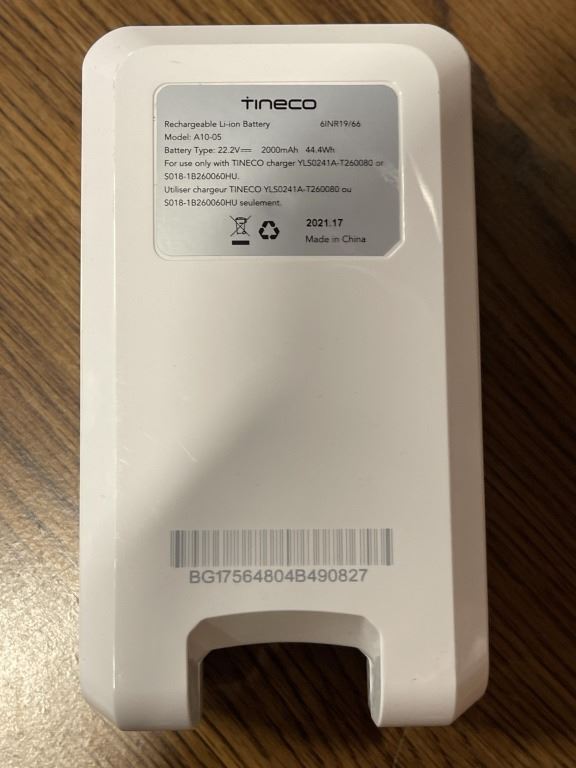 TINECO
Rechargeable Li-ion Battery 6INR19/66
Model: A10-05
Battery Type: 22.2V⎓ 2000mAh 44.4Wh
For use only with TINECO charger YLS0241A-T260080 or
S018-1B260060HU.
Utiliser chargeur TINECO YLS0241A-T260080 ou
S018-1B260060HU seulement.
2021.17
Made in China
BG17564804B490827